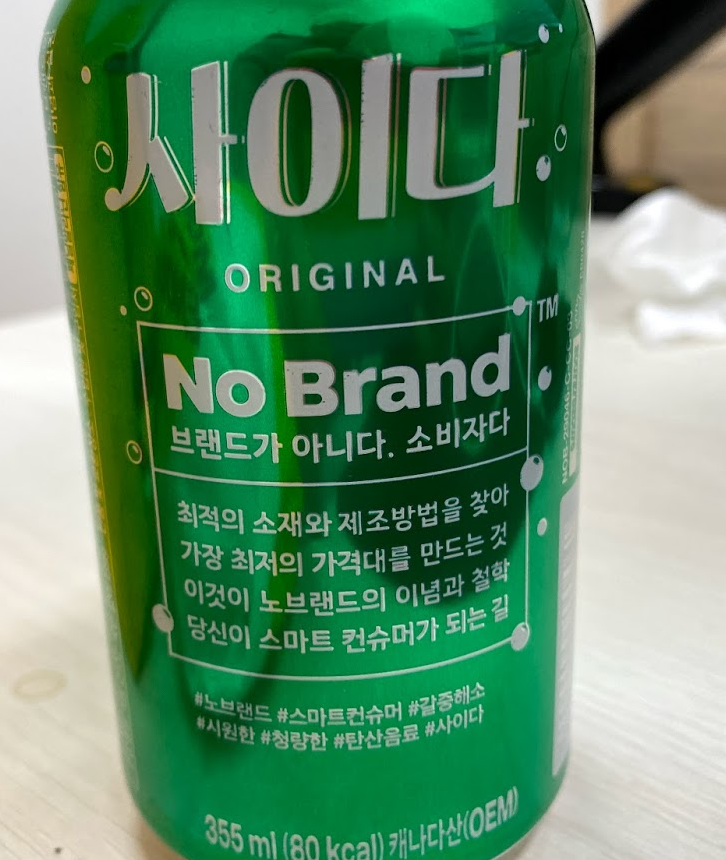 사이다
ORIGINAL
TM
No Brand
브랜드가 아니다. 소비자다
최적의 소재와 제조방법을 찾아
가장 최저의 가격대를 만드는 것
이것이 노브랜드의 이념과 철학
당신이 스마트 컨슈머가 되는 길
#노브랜드 #스마트컨슈머 #갈중해소
#시원한 #청량한 #탄산음료 #사이다
355 ml (80 kcal) 캐나다산(OEM)